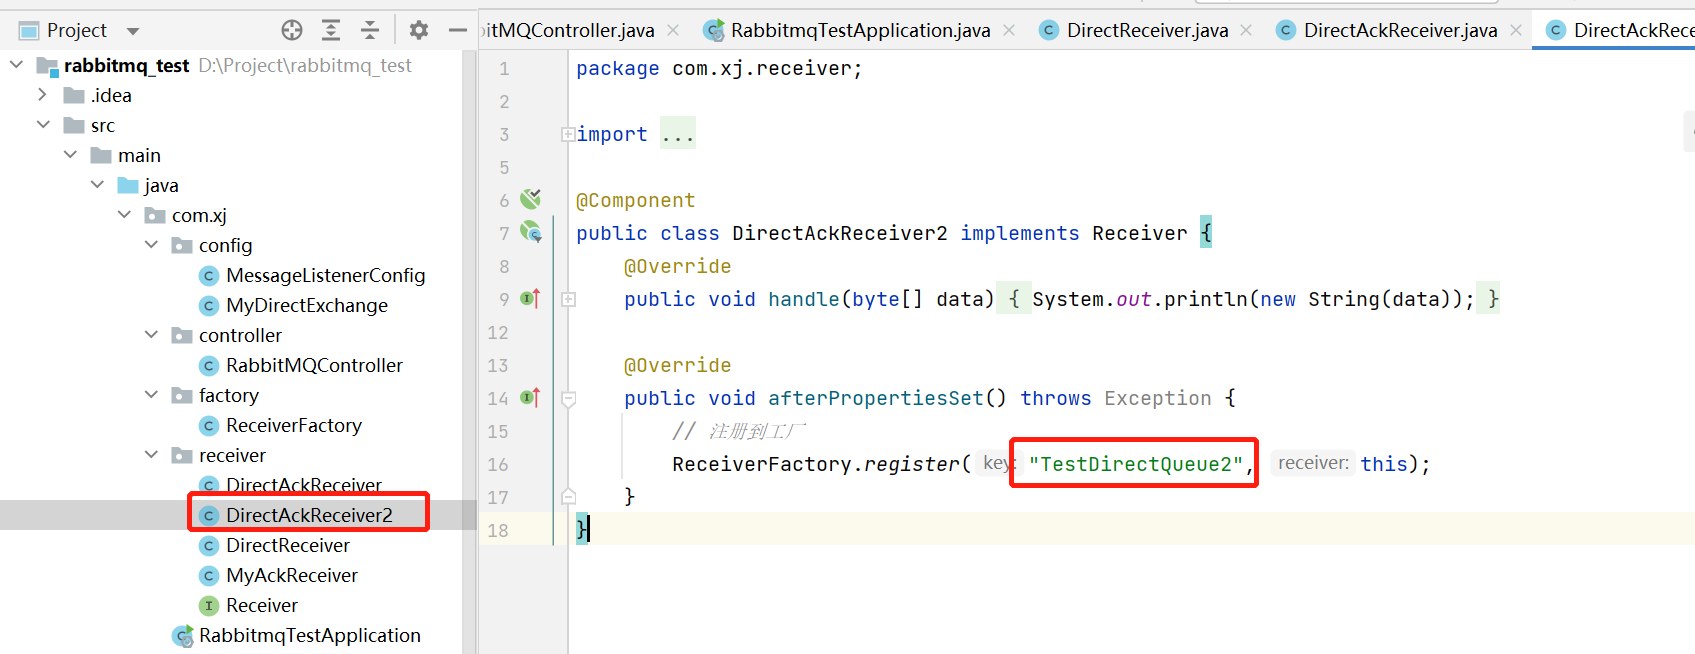 Project
rabbitmq_test D:\Project\rabbitmq_test
.idea
src
main
java
com.xj
config
MessageListenerConfig
MyDirectExchange
controller
RabbitMQController
factory
ReceiverFactory
receiver
DirectAckReceiver
DirectAckReceiver2
DirectReceiver
MyAckReceiver
Receiver
RabbitmqTestApplication
bitMQController.java RabbitmqTestApplication.java DirectReceiver.java DirectAckReceiver.java DirectAckRece
1 package com.xj.receiver;
2
3 import ...
5
6 @Component
7 public class DirectAckReceiver2 implements Receiver {
8 @Override
9 public void handle(byte[] data) { System.out.println(new String(data)); }
12
13 @Override
14 public void afterPropertiesSet() throws Exception {
15 // 注册到工厂
16 ReceiverFactory.register( key: "TestDirectQueue2", receiver: this);
17 }
18 }